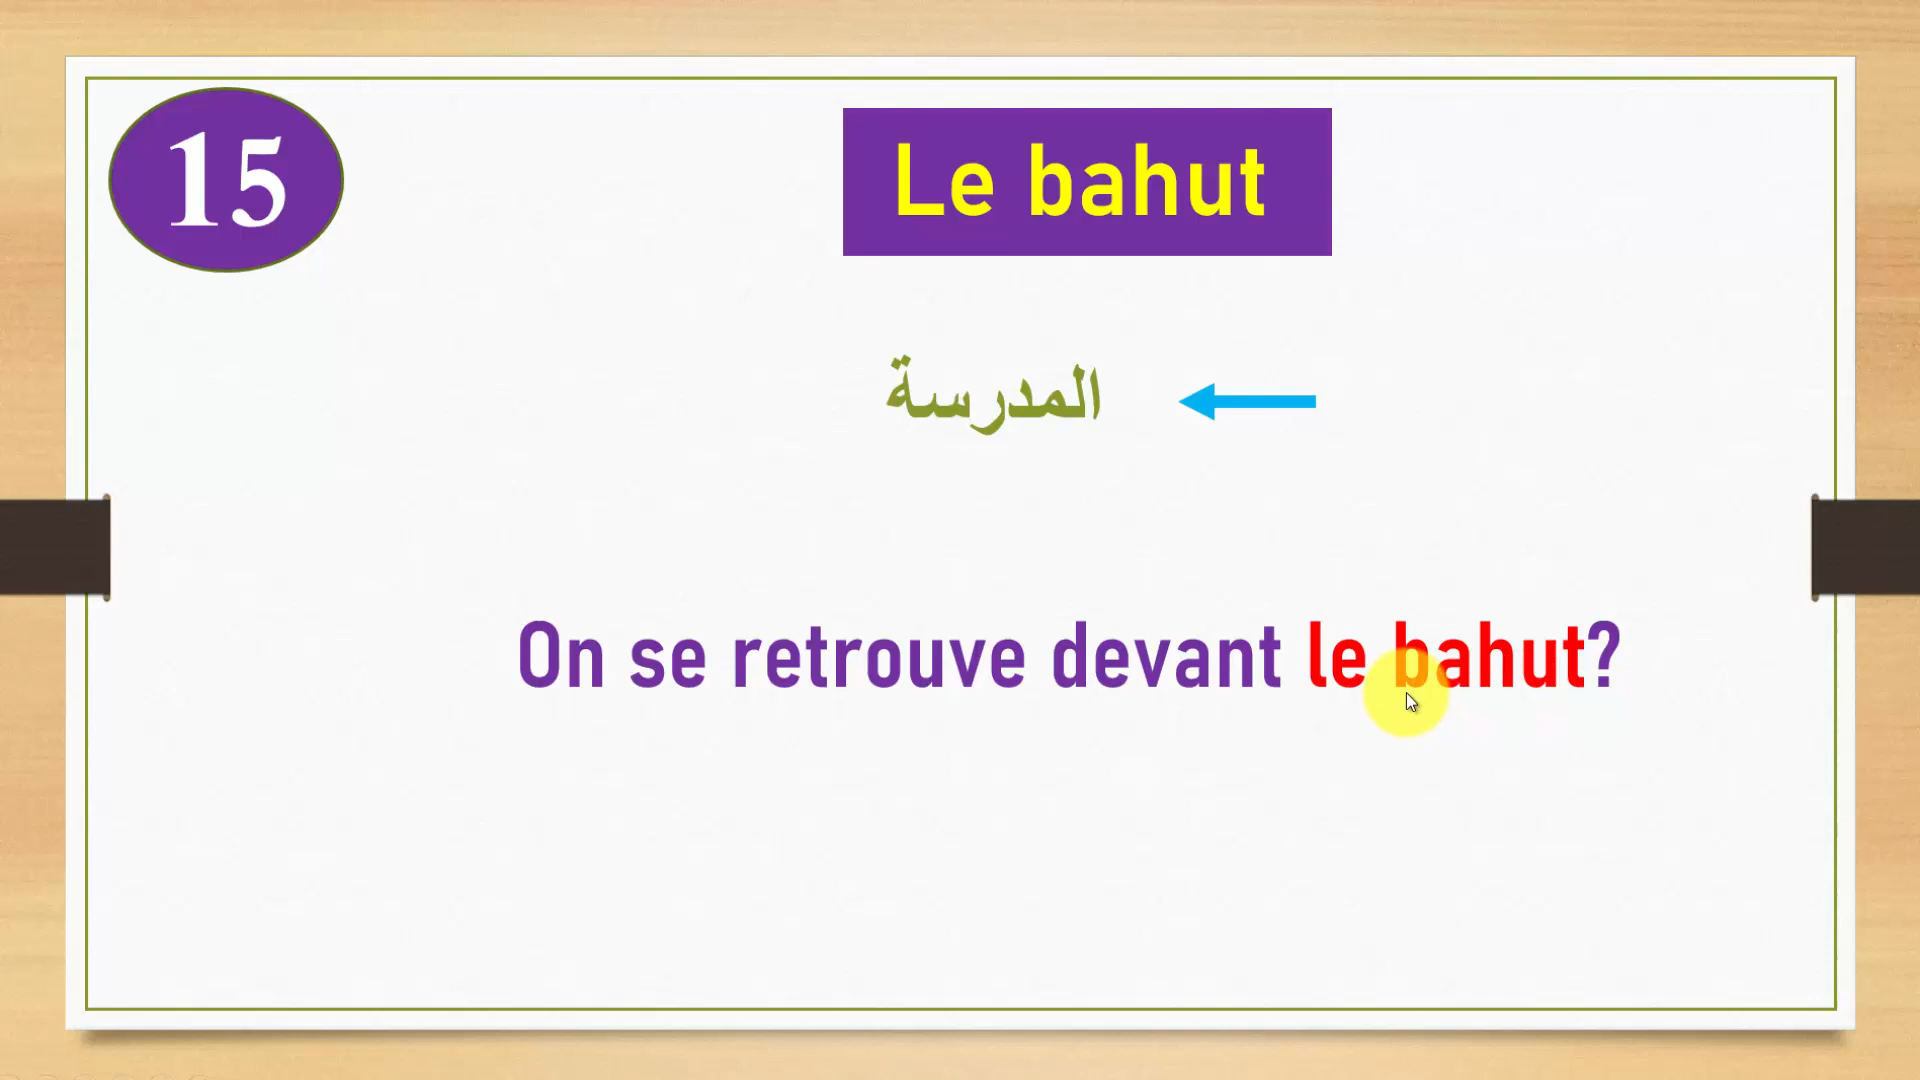 15
Le bahut
المدرسة
On se retrouve devant le bahut?